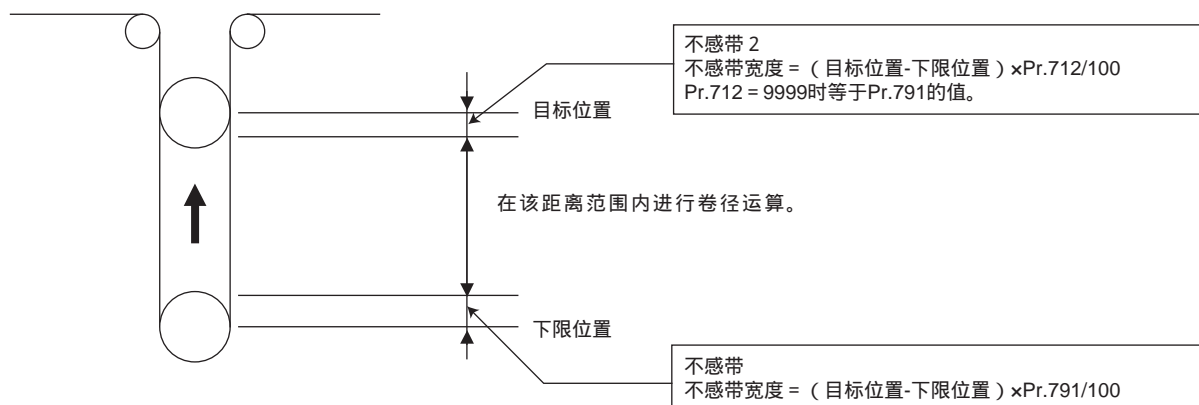 不感带 2
不感带宽度 = （目标位置-下限位置）×Pr.712/100
Pr.712 = 9999时等于Pr.791的值。
目标位置
在该距离范围内进行卷径运算。
下限位置
不感带
不感带宽度 = （目标位置-下限位置）×Pr.791/100